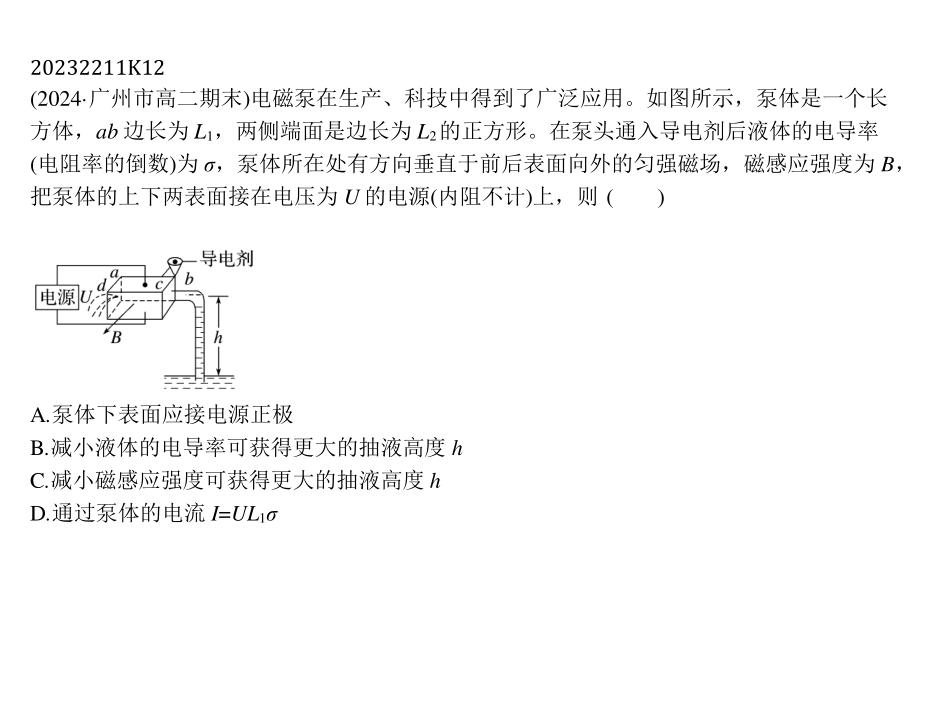 20232211K12
(2024·广州市高二期末)电磁泵在生产、科技中得到了广泛应用。如图所示，泵体是一个长
方体，ab 边长为 L₁，两侧端面是边长为 L₂的正方形。在泵头通入导电剂后液体的电导率
(电阻率的倒数)为 σ，泵体所在处有方向垂直于前后表面向外的匀强磁场，磁感应强度为 B，
把泵体的上下两表面接在电压为 U 的电源(内阻不计)上，则 (　　)
导电剂
a
d
c
b
电源
U
B
h
A.泵体下表面应接电源正极
B.减小液体的电导率可获得更大的抽液高度 h
C.减小磁感应强度可获得更大的抽液高度 h
D.通过泵体的电流 I=UL₁σ